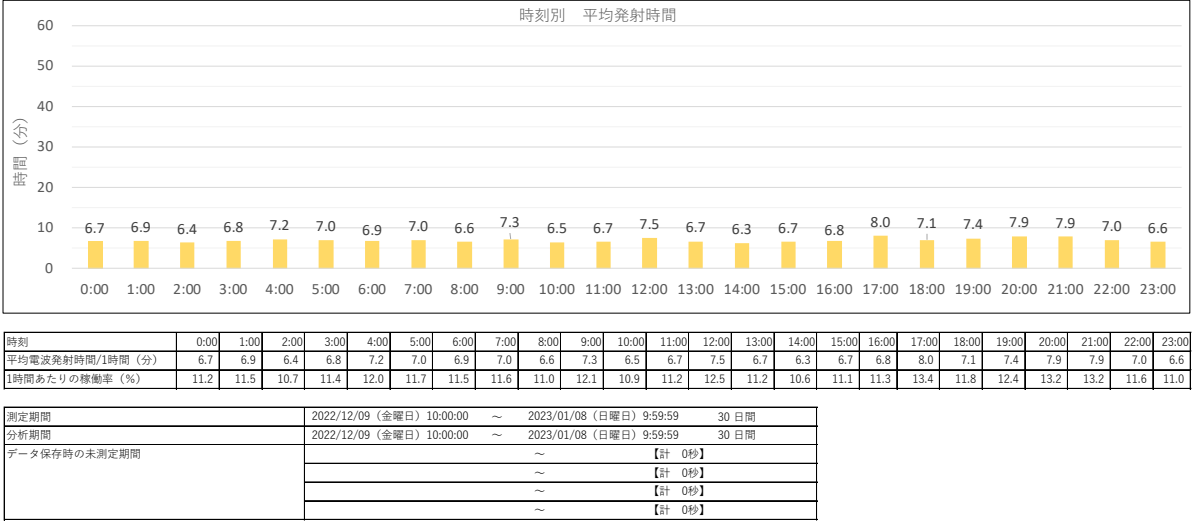 時刻別　平均発射時間
時間（分）
60
50
40
30
20
10
0
6.7 6.9 6.4 6.8 7.2 7.0 6.9 7.0 6.6 7.3 6.5 6.7 7.5 6.7 6.3 6.7 6.8 8.0 7.1 7.4 7.9 7.9 7.0 6.6
0:00 1:00 2:00 3:00 4:00 5:00 6:00 7:00 8:00 9:00 10:00 11:00 12:00 13:00 14:00 15:00 16:00 17:00 18:00 19:00 20:00 21:00 22:00 23:00
時刻 0:00 1:00 2:00 3:00 4:00 5:00 6:00 7:00 8:00 9:00 10:00 11:00 12:00 13:00 14:00 15:00 16:00 17:00 18:00 19:00 20:00 21:00 22:00 23:00
平均電波発射時間/1時間（分） 6.7 6.9 6.4 6.8 7.2 7.0 6.9 7.0 6.6 7.3 6.5 6.7 7.5 6.7 6.3 6.7 6.8 8.0 7.1 7.4 7.9 7.9 7.0 6.6
1時間あたりの稼働率（%） 11.2 11.5 10.7 11.4 12.0 11.7 11.5 11.6 11.0 12.1 10.9 11.2 12.5 11.2 10.6 11.1 11.3 13.4 11.8 12.4 13.2 13.2 11.6 11.0
測定期間 2022/12/09（金曜日）10:00:00 ～ 2023/01/08（日曜日）9:59:59 30 日間
分析期間 2022/12/09（金曜日）10:00:00 ～ 2023/01/08（日曜日）9:59:59 30 日間
データ保存時の未測定期間 ～ 【計　0秒】
～ 【計　0秒】
～ 【計　0秒】
～ 【計　0秒】